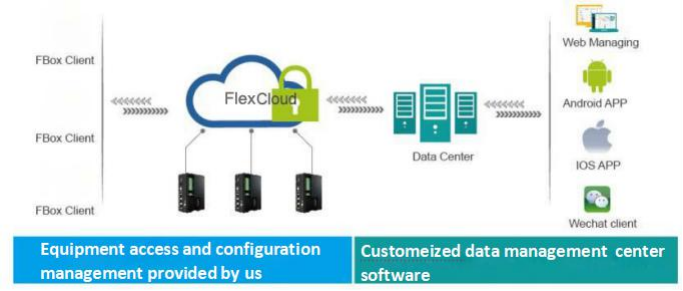 Web Managing
FBox Client
FlexCloud
Android APP
FBox Client
Data Center
IOS APP
FBox Client
Wechat client
Equipment access and configuration
management provided by us
Customeized data management center
software